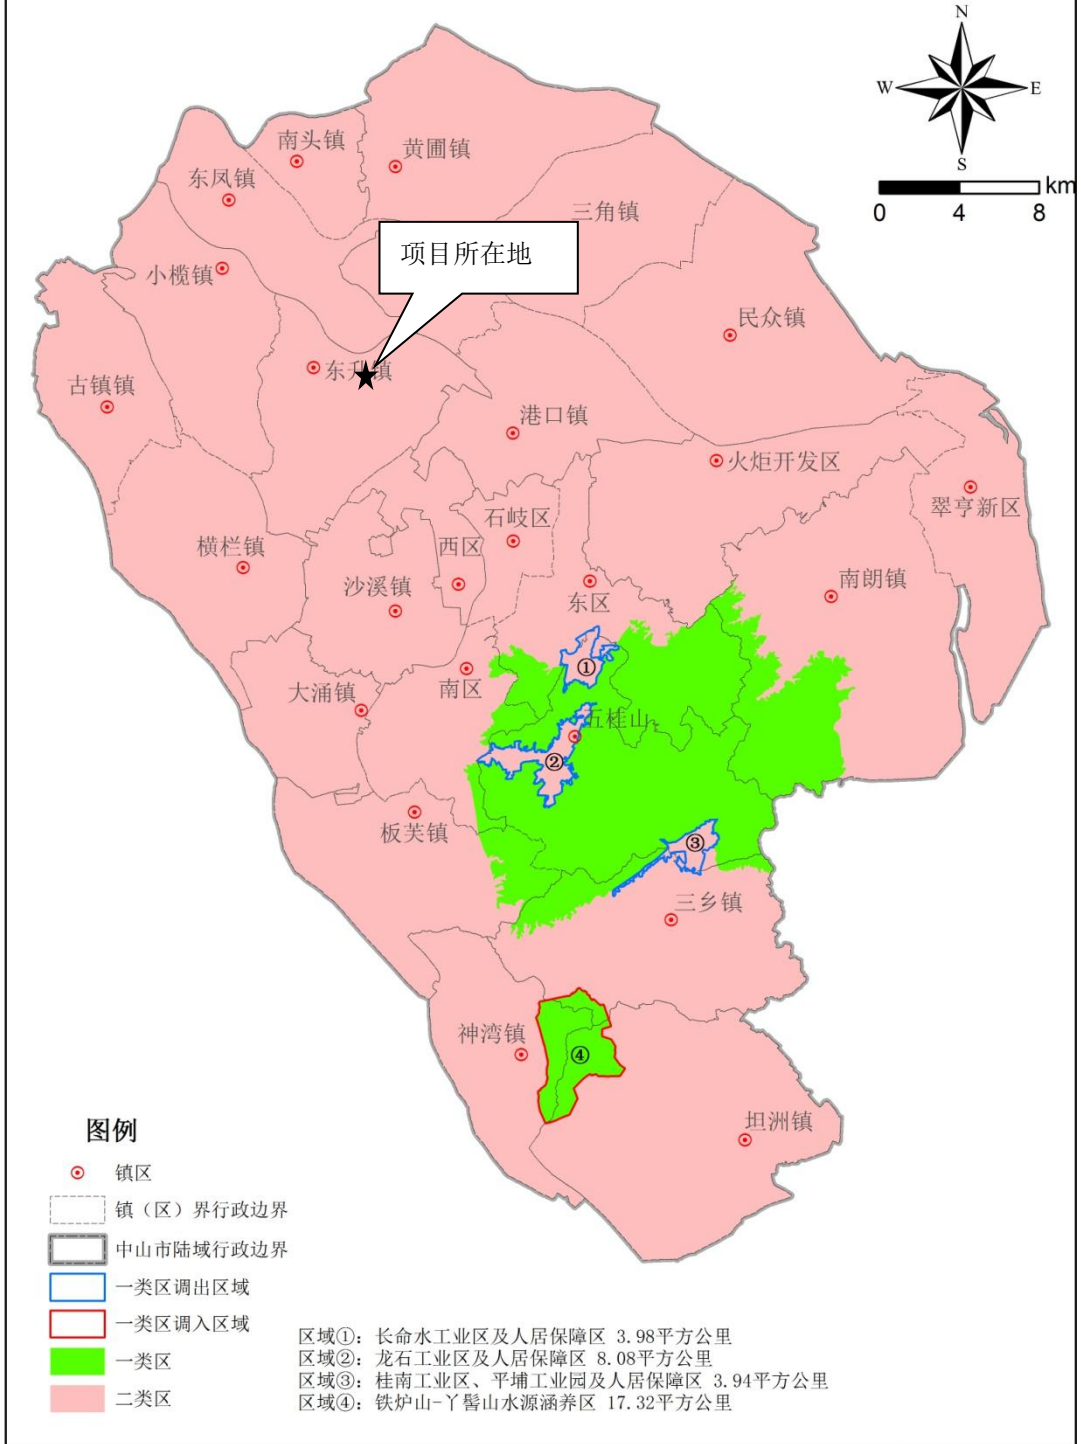 N
W
E
S
km
0 4 8
南头镇
黄圃镇
东凤镇
三角镇
项目所在地
小榄镇
民众镇
东升镇
古镇镇
港口镇
火炬开发区
翠亨新区
石岐区
横栏镇
西区
沙溪镇
南朗镇
东区
①
南区
大涌镇
五桂山
②
板芙镇
③
三乡镇
神湾镇
④
坦洲镇
图例
镇区
镇（区）界行政边界
中山市陆域行政边界
一类区调出区域
一类区调入区域
一类区
二类区
区域①：长命水工业区及人居保障区 3.98平方公里
区域②：龙石工业区及人居保障区 8.08平方公里
区域③：桂南工业区、平埔工业园及人居保障区 3.94平方公里
区域④：铁炉山-丫髻山水源涵养区 17.32平方公里